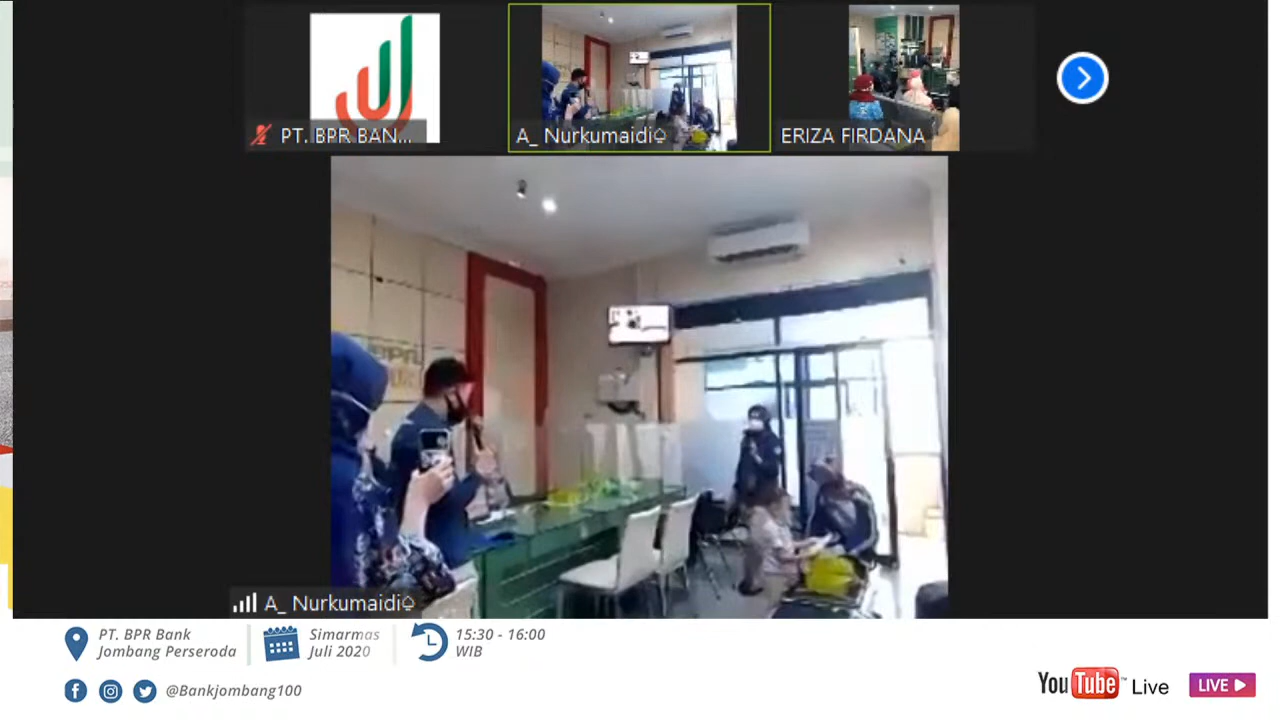 PT. BPR BAN...
A_ Nurkumaidi♤
ERIZA FIRDANA
A_ Nurkumaidi♤
PT. BPR Bank
Jombang Perseroda
Simarmas
Juli 2020
15:30 - 16:00
WIB
@Bankjombang100
YouTube Live
LIVE